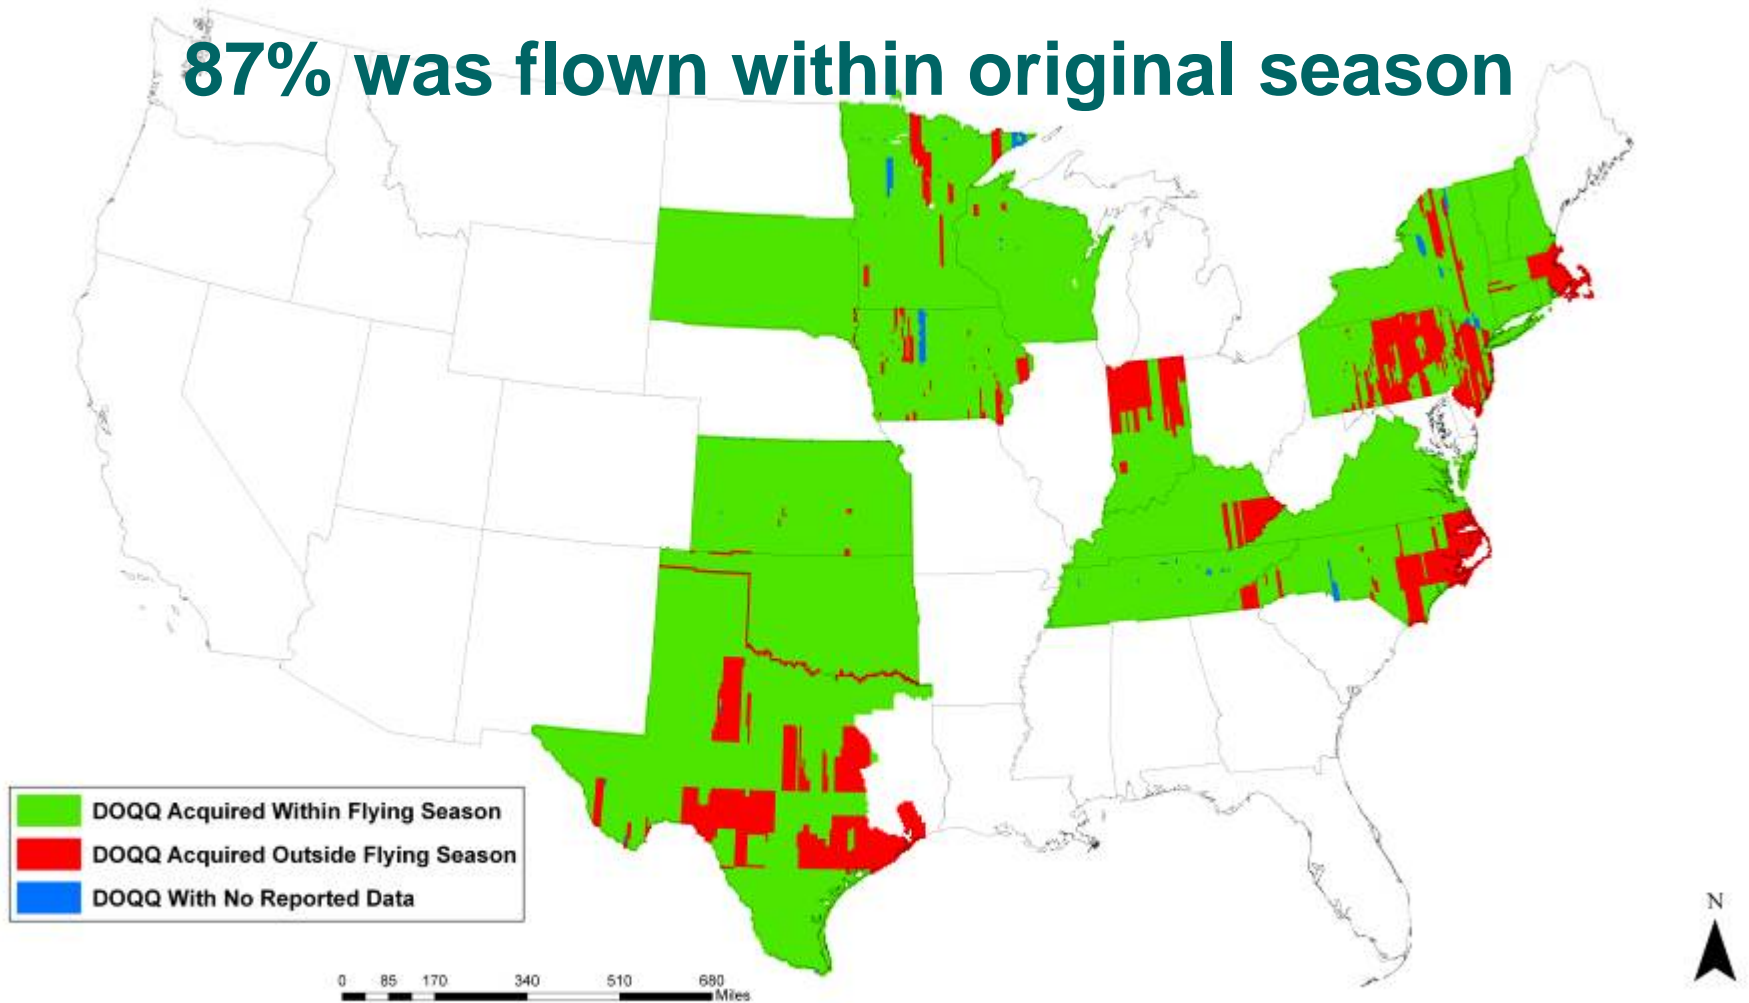 87% was flown within original season
DOQQ Acquired Within Flying Season
DOQQ Acquired Outside Flying Season
DOQQ With No Reported Data
N
0 85 170 340 510 680
Miles